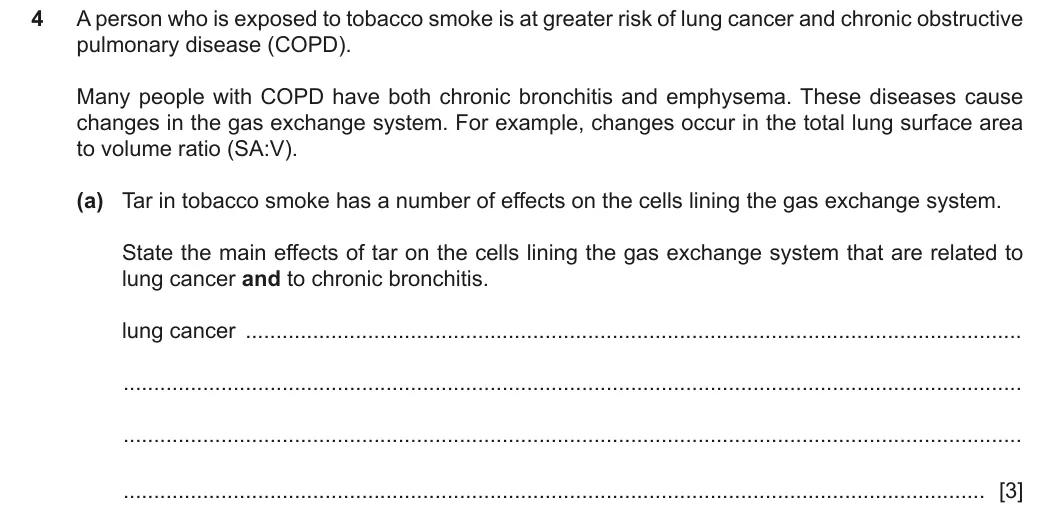 4 A person who is exposed to tobacco smoke is at greater risk of lung cancer and chronic obstructive
pulmonary disease (COPD).
Many people with COPD have both chronic bronchitis and emphysema. These diseases cause
changes in the gas exchange system. For example, changes occur in the total lung surface area
to volume ratio (SA:V).
(a) Tar in tobacco smoke has a number of effects on the cells lining the gas exchange system.
State the main effects of tar on the cells lining the gas exchange system that are related to
lung cancer and to chronic bronchitis.
lung cancer ..........................................................................................................................
..........................................................................................................................................
..........................................................................................................................................
.................................................................................................................................... [3]